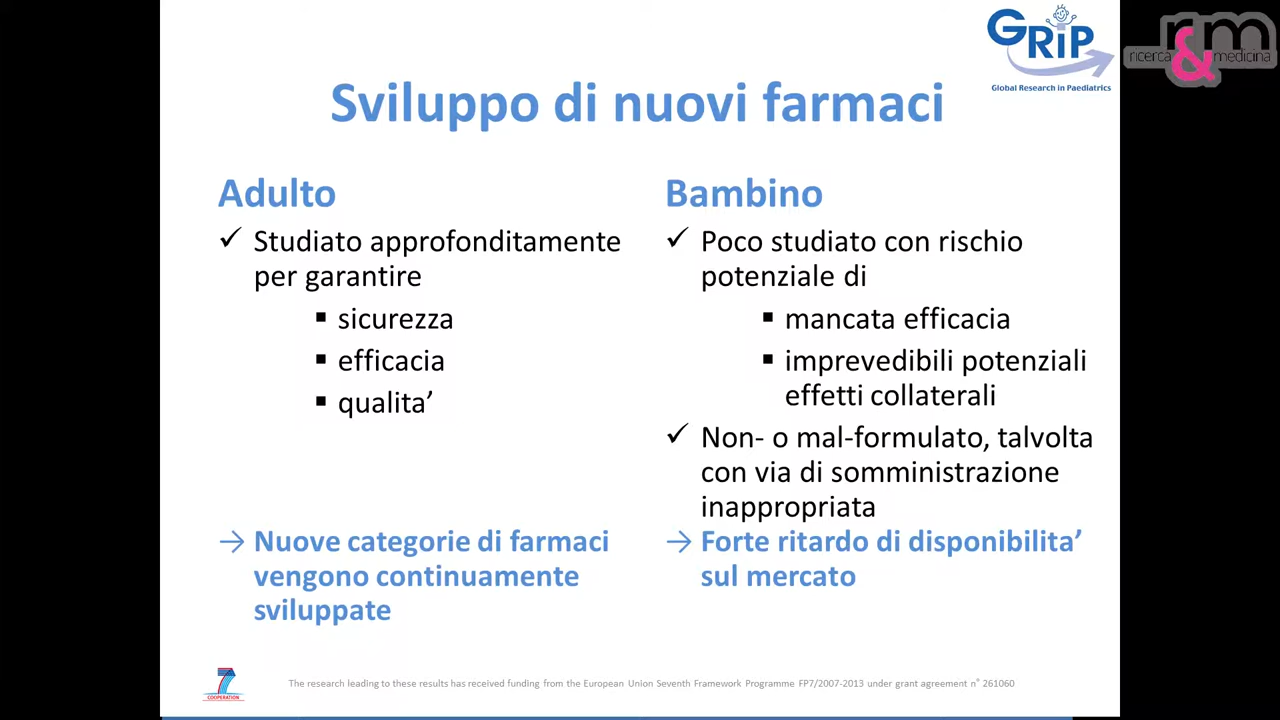 GRiP
Global Research in Paediatrics
r&m
ricerca medicina
Sviluppo di nuovi farmaci
Adulto
✓ Studiato approfonditamente
per garantire
▪ sicurezza
▪ efficacia
▪ qualita’
→ Nuove categorie di farmaci
vengono continuamente
sviluppate
Bambino
✓ Poco studiato con rischio
potenziale di
▪ mancata efficacia
▪ imprevedibili potenziali
effetti collaterali
✓ Non- o mal-formulato, talvolta
con via di somministrazione
inappropriata
→ Forte ritardo di disponibilita’
sul mercato
7
COOPERATION
The research leading to these results has received funding from the European Union Seventh Framework Programme FP7/2007-2013 under grant agreement n° 261060